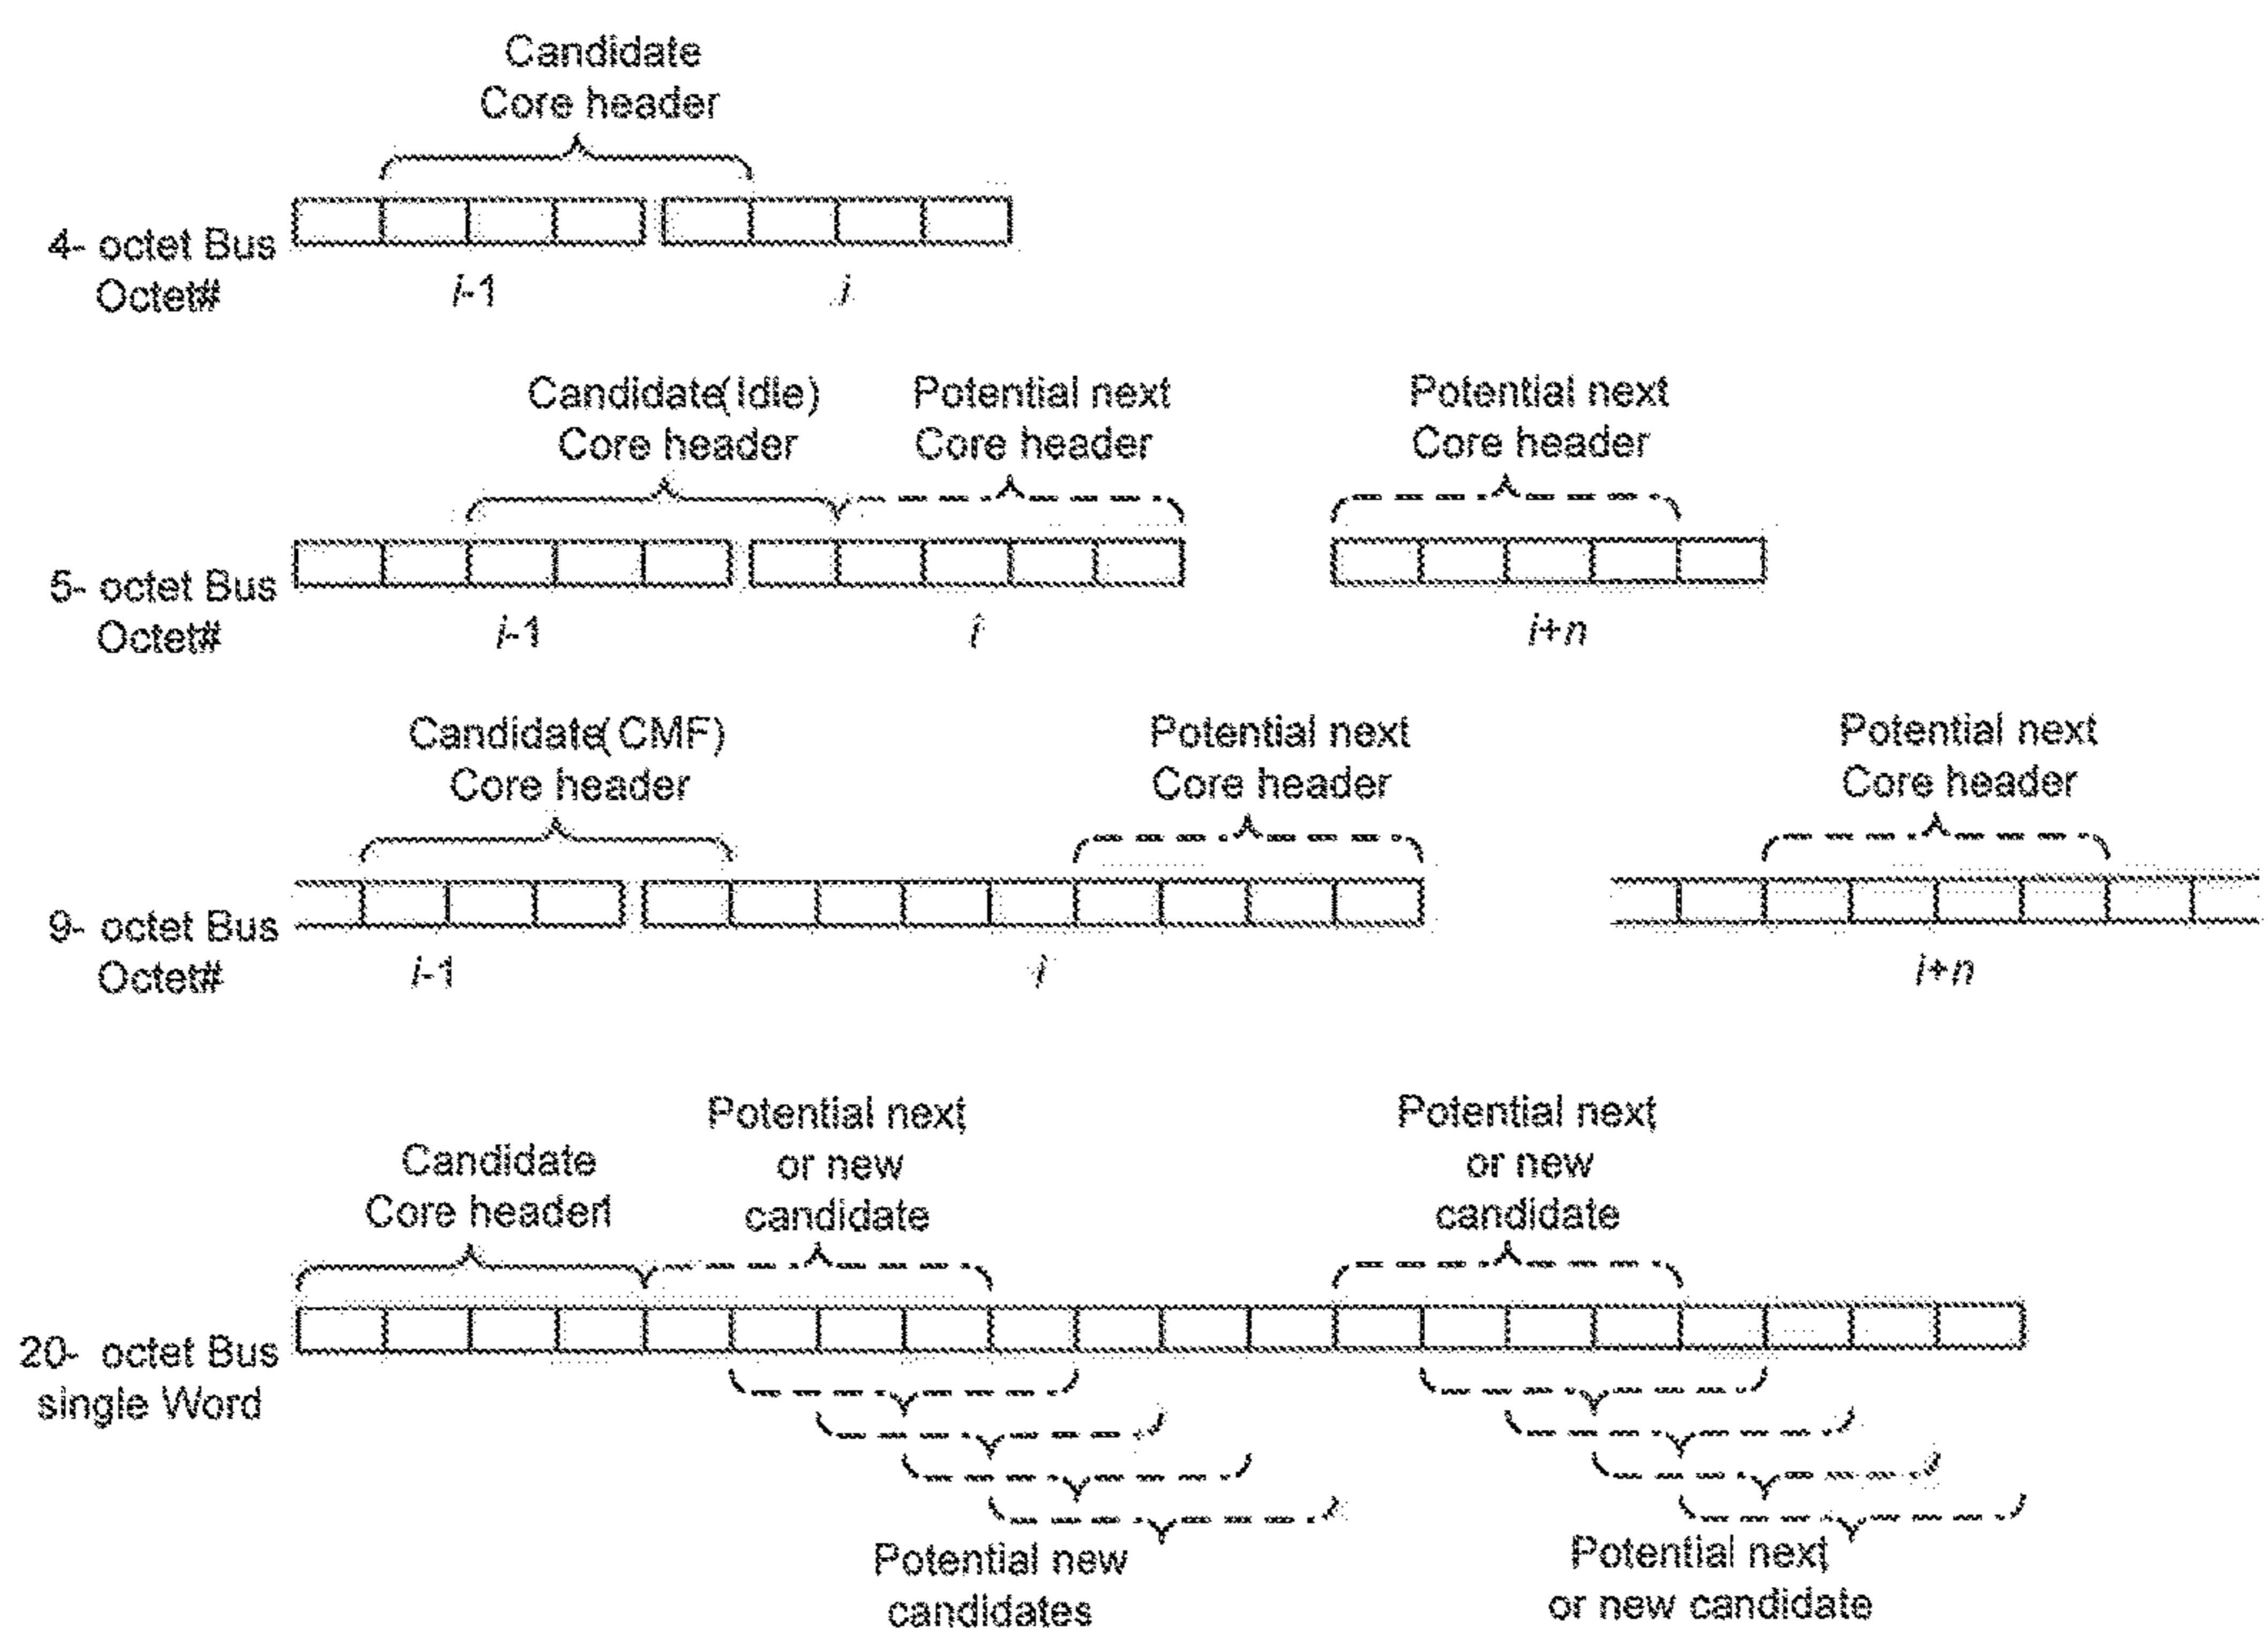 Candidate
Core header
4- octet Bus
Octet#
i-1
i
Candidate(Idle)
Core header
Potential next
Core header
Potential next
Core header
5- octet Bus
Octet#
i-1
i
i+n
Candidate(CMF)
Core header
Potential next
Core header
Potential next
Core header
9- octet Bus
Octet#
i-1
i
i+n
Candidate
Core header1
Potential next,
or new
candidate
Potential next,
or new
candidate
20- octet Bus
single Word
Potential new
candidates
Potential next,
or new candidate